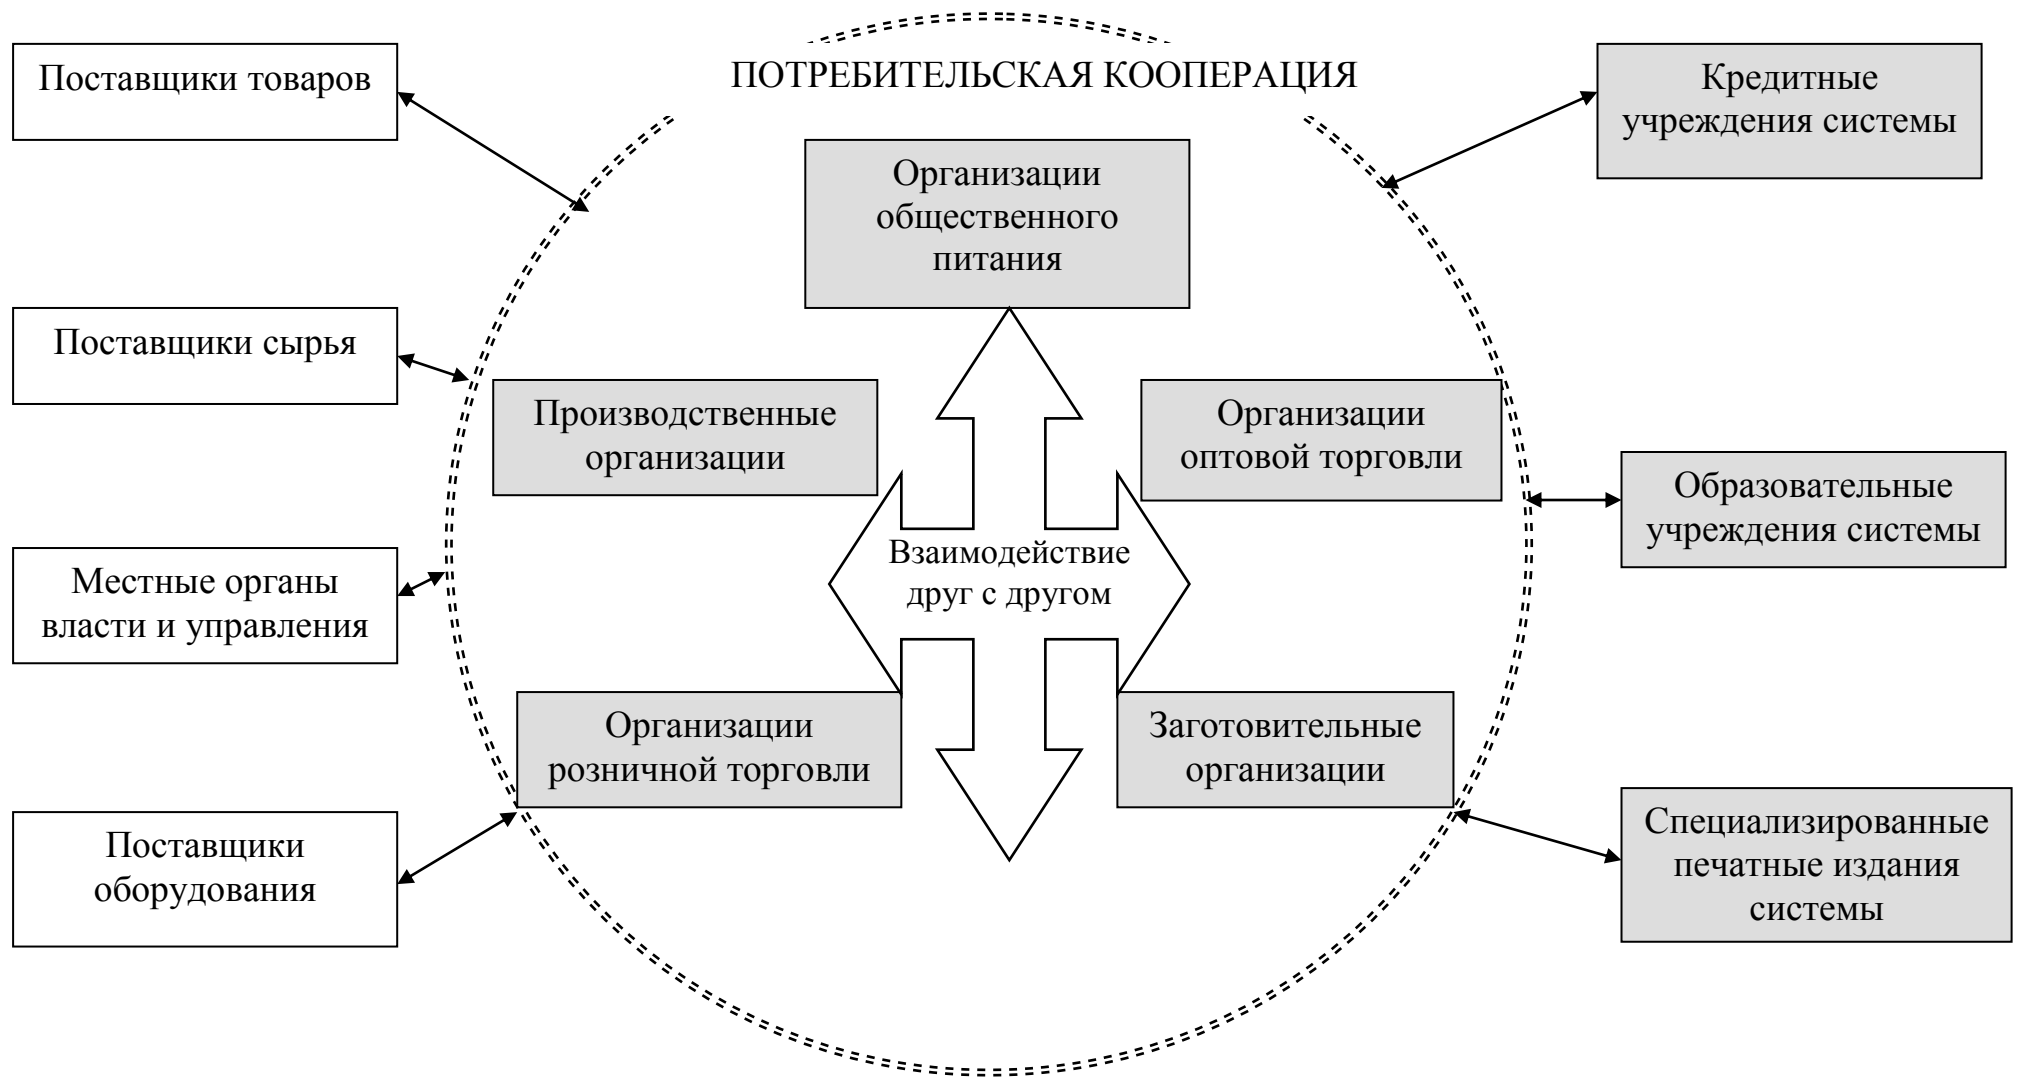 ПОТРЕБИТЕЛЬСКАЯ КООПЕРАЦИЯ
Поставщики товаров
Кредитные
учреждения системы
Организации
общественного
питания
Поставщики сырья
Производственные
организации
Организации
оптовой торговли
Образовательные
учреждения системы
Взаимодействие
друг с другом
Местные органы
власти и управления
Организации
розничной торговли
Заготовительные
организации
Поставщики
оборудования
Специализированные
печатные издания
системы